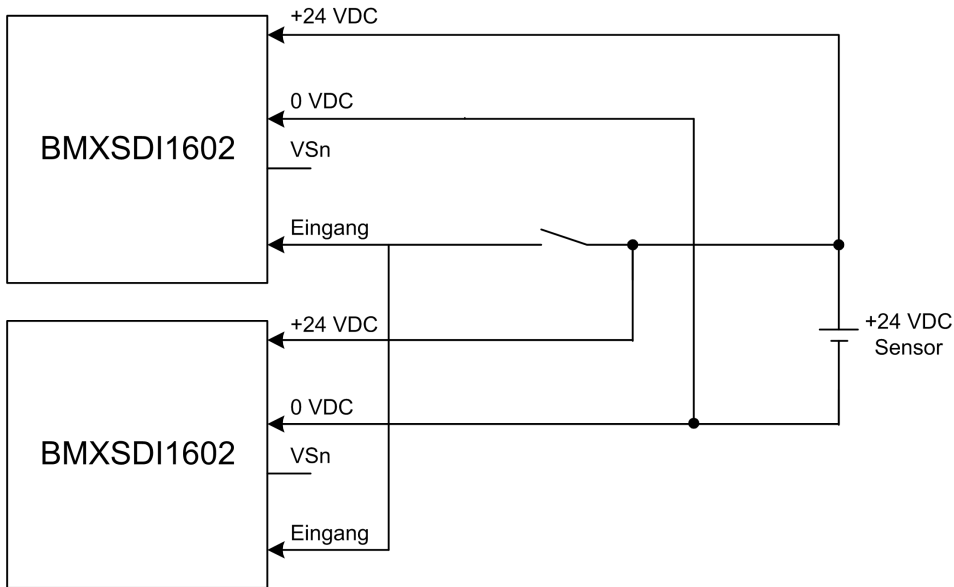 +24 VDC
0 VDC
BMXSDI1602
VSn
Eingang
+24 VDC
+24 VDC
Sensor
0 VDC
BMXSDI1602
VSn
Eingang